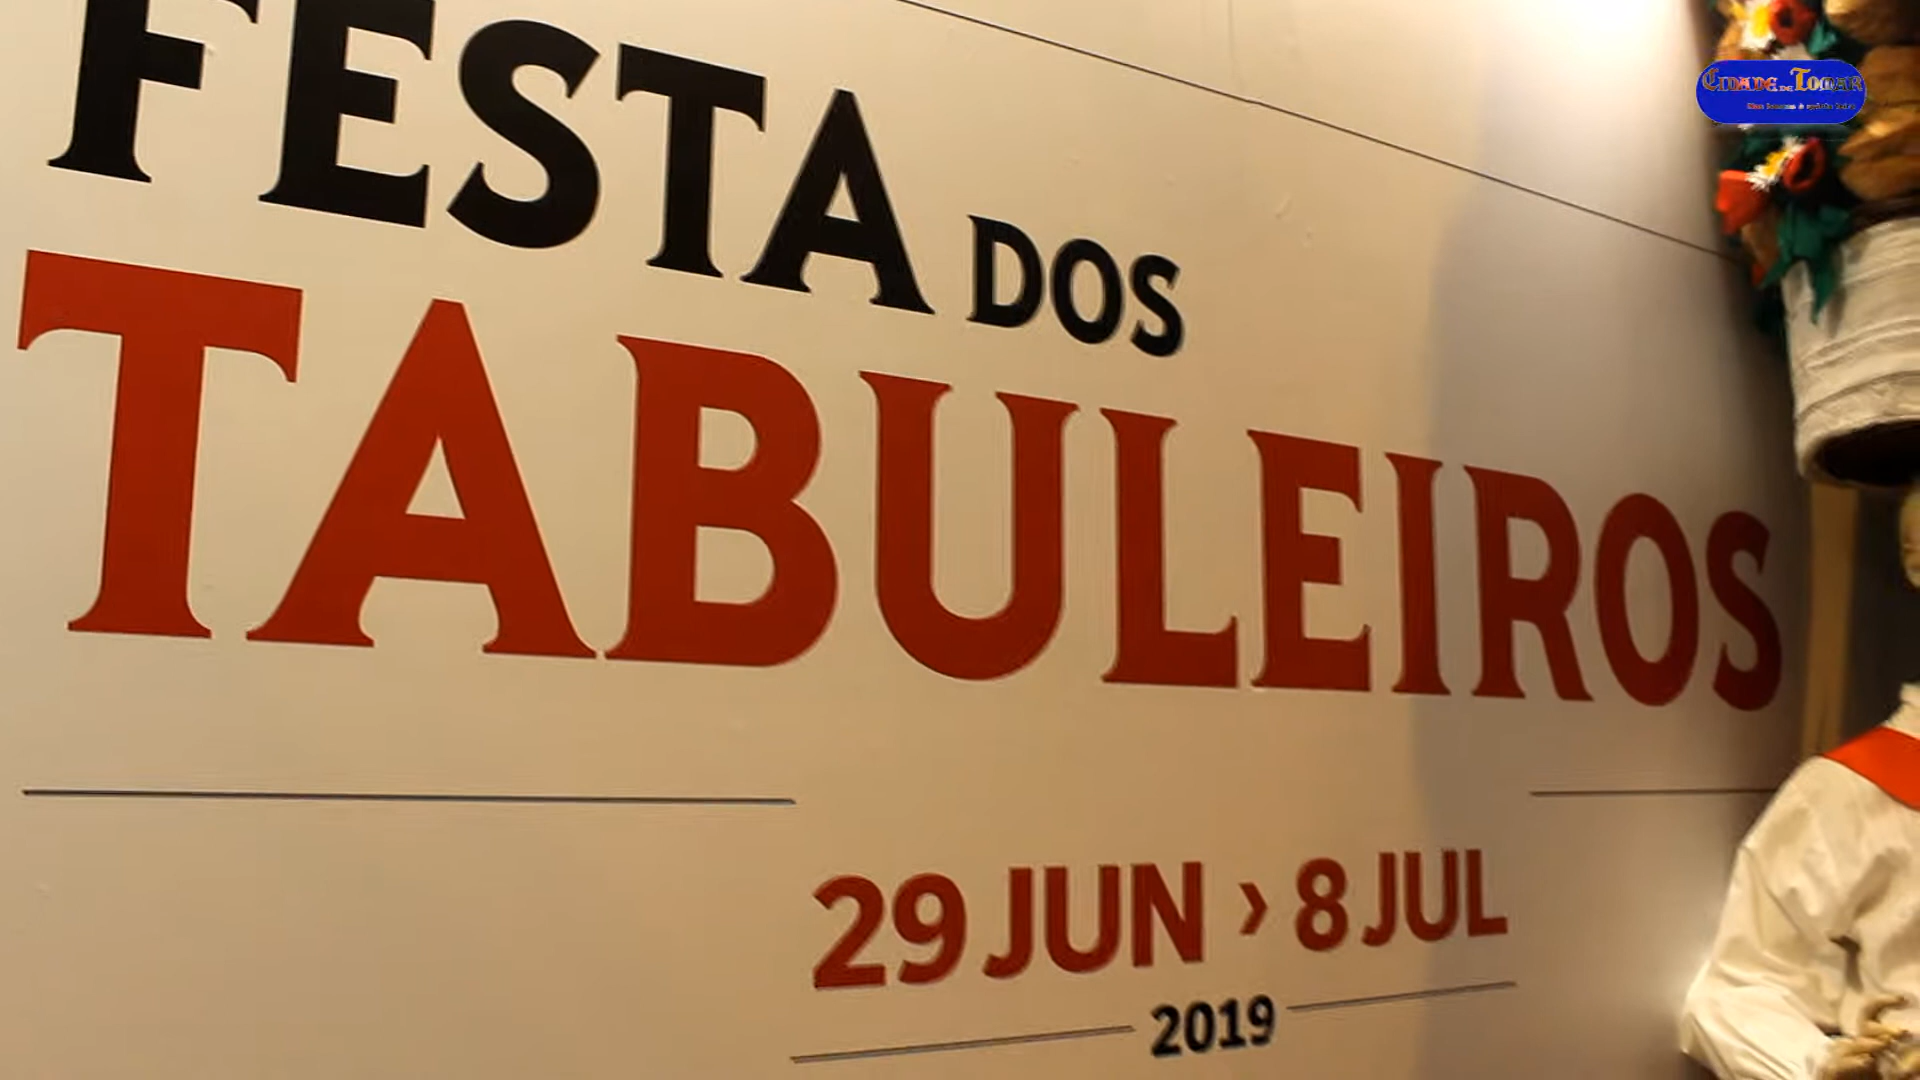 FESTA DOS
TABULEIROS
29 JUN › 8 JUL
2019
CIDADE DE TOMAR